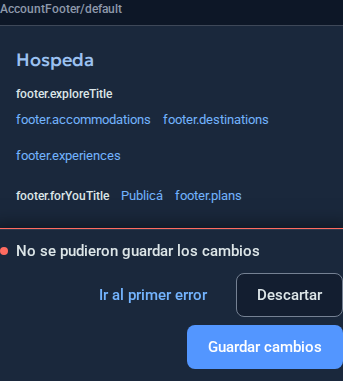 AccountFooter/default
Hospeda
footer.exploreTitle
footer.accommodations footer.destinations
footer.experiences
footer.forYouTitle Publicá footer.plans
No se pudieron guardar los cambios
Ir al primer error Descartar
Guardar cambios